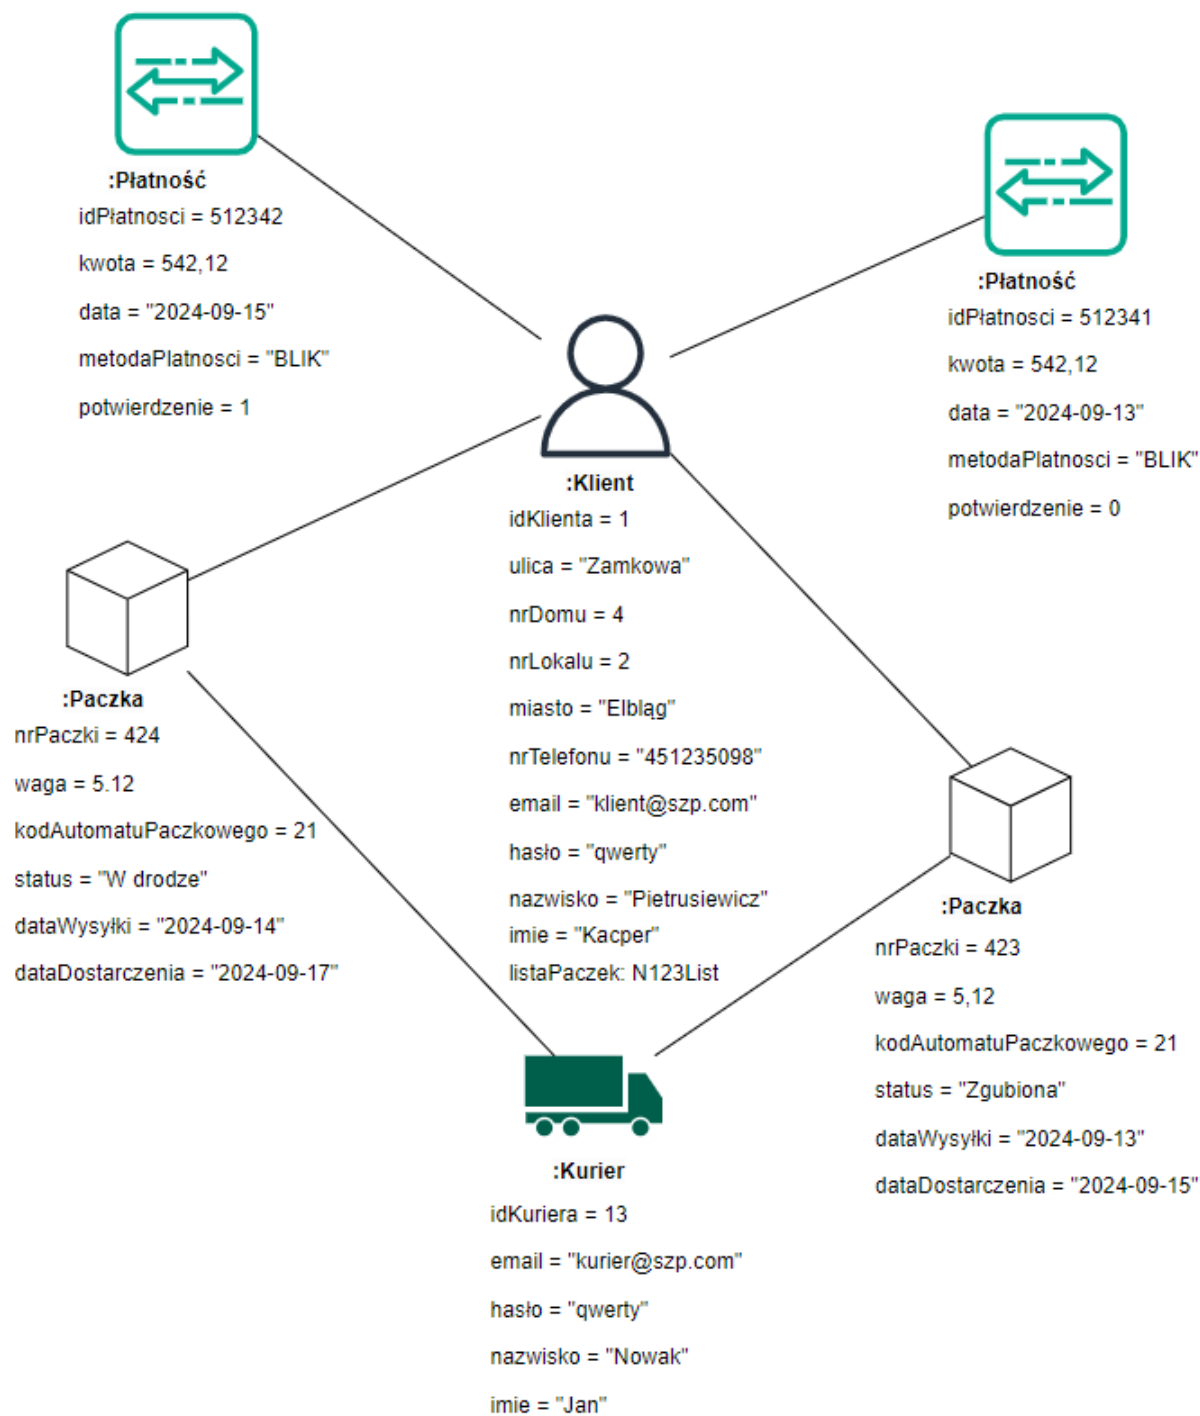 :Płatność
idPłatnosci = 512342
kwota = 542,12
data = "2024-09-15"
metodaPlatnosci = "BLIK"
potwierdzenie = 1
:Płatność
idPłatnosci = 512341
kwota = 542,12
data = "2024-09-13"
metodaPlatnosci = "BLIK"
potwierdzenie = 0
:Klient
idKlienta = 1
ulica = "Zamkowa"
nrDomu = 4
nrLokalu = 2
miasto = "Elbląg"
nrTelefonu = "451235098"
email = "klient@szp.com"
hasło = "qwerty"
nazwisko = "Pietrusiewicz"
imie = "Kacper"
listaPaczek: N123List
:Paczka
nrPaczki = 424
waga = 5.12
kodAutomatuPaczkowego = 21
status = "W drodze"
dataWysyłki = "2024-09-14"
dataDostarczenia = "2024-09-17"
:Paczka
nrPaczki = 423
waga = 5,12
kodAutomatuPaczkowego = 21
status = "Zgubiona"
dataWysyłki = "2024-09-13"
dataDostarczenia = "2024-09-15"
:Kurier
idKuriera = 13
email = "kurier@szp.com"
hasło = "qwerty"
nazwisko = "Nowak"
imie = "Jan"